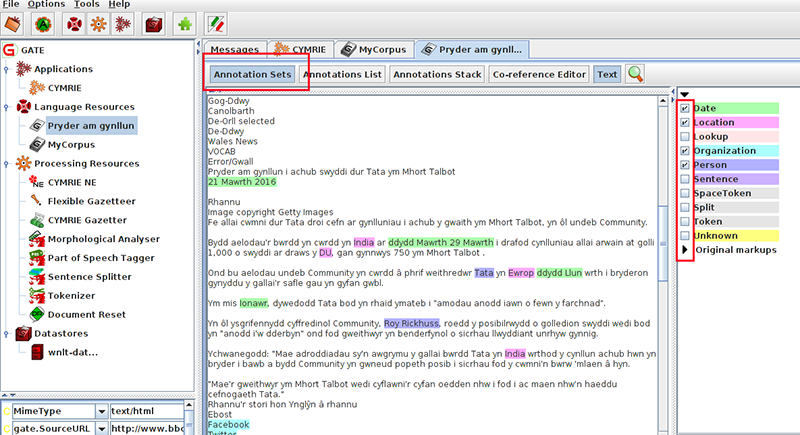 File Options Tools Help
GATE
Applications
CYMRIE
Language Resources
Pryder am gynllun
MyCorpus
Processing Resources
CYMRIE NE
Flexible Gazetteer
CYMRIE Gazetter
Morphological Analyser
Part of Speech Tagger
Sentence Splitter
Tokenizer
Document Reset
Datastores
wnlt-dat...
C MimeType text/html
C gate.SourceURL http://www.bbc
Messages CYMRIE MyCorpus Pryder am gynll...
Annotation Sets Annotations List Annotations Stack Co-reference Editor Text
Gog-Ddwy
Canolbarth
De-Orll selected
De-Ddwy
Wales News
VOCAB
Error/Gwall
Pryder am gynllun i achub swyddi dur Tata ym Mhort Talbot
21 Mawrth 2016
Rhannu
Image copyright Getty Images
Fe allai cwmni dur Tata droi cefn ar gynlluniau i achub y gwaith ym Mhort Talbot, yn ôl undeb Community.
Bydd aelodau'r bwrdd yn cwrdd yn India ar ddydd Mawrth 29 Mawrth i drafod cynlluniau allai arwain at golli
1,000 o swyddi ar draws y DU, gan gynnwys 750 ym Mhort Talbot .
Ond bu aelodau undeb Community yn cwrdd â phrif weithredwr Tata yn Ewrop ddydd Llun wrth i bryderon
gynyddu y gallai'r safle gau yn gyfan gwbl.
Ym mis Ionawr, dywedodd Tata bod yn rhaid ymateb i "amodau anodd iawn o fewn y farchnad".
Yn ôl ysgrifennydd cyffredinol Community, Roy Rickhuss, roedd y posibilrwydd o golledion swyddi wedi bod
yn "anodd i'w dderbyn" ond fod gweithwyr yn benderfynol o sicrhau llwyddiant unrhyw gynnig.
Ychwanegodd: "Mae adroddiadau sy'n awgrymu y gallai bwrdd Tata yn India wrthod y cynllun achub hwn yn
bryder i bawb a bydd Community yn gwneud popeth posib i sicrhau fod y cwmni'n bwrw 'mlaen â hyn.
"Mae'r gweithwyr ym Mhort Talbot wedi cyflawni'r cyfan oedden nhw i fod i ac maen nhw'n haeddu
cefnogaeth Tata."
Rhannu'r stori hon Ynglŷn â rhannu
Ebost
Facebook
Twitter
Date
Location
Lookup
Organization
Person
Sentence
SpaceToken
Split
Token
Unknown
Original markups